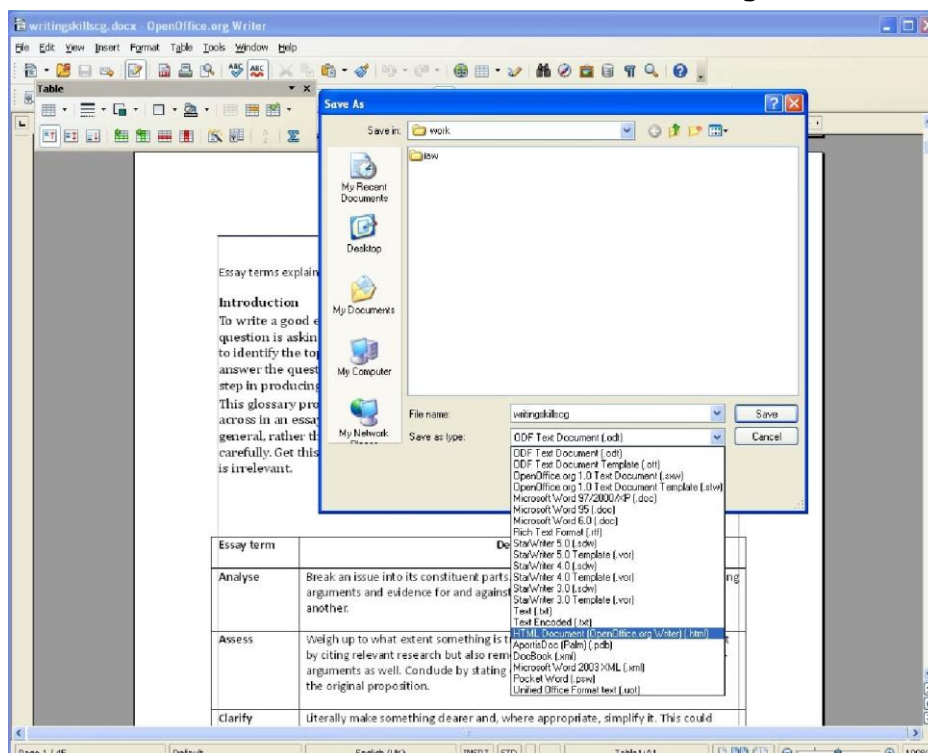 writingskillscg.docx - OpenOffice.org Writer
File Edit View Insert Format Table Tools Window Help
Table
Save As
Save in: work
law
My Recent
Documents
Desktop
My Documents
My Computer
My Network
File name: writingskillscg Save
Save as type: ODF Text Document (.odt) Cancel
ODF Text Document (.odt)
ODF Text Document Template (.ott)
OpenOffice.org 1.0 Text Document (.sxw)
OpenOffice.org 1.0 Text Document Template (.stw)
Microsoft Word 97/2000/XP (.doc)
Microsoft Word 95 (.doc)
Microsoft Word 6.0 (.doc)
Rich Text Format (.rtf)
StarWriter 5.0 (.sdw)
StarWriter 5.0 Template (.vor)
StarWriter 4.0 (.sdw)
StarWriter 4.0 Template (.vor)
StarWriter 3.0 (.sdw)
StarWriter 3.0 Template (.vor)
Text (.txt)
Text Encoded (.txt)
HTML Document (OpenOffice.org Writer) (.html)
AportisDoc (Palm) (.pdb)
DocBook (.xml)
Microsoft Word 2003 XML (.xml)
Pocket Word (.psw)
Unified Office Format text (.uot)
Essay terms explain
Introduction
To write a good e
question is askin
to identify the to
answer the quest
step in producing
This glossary pro
across in an essay
general, rather th
carefully. Get this
is irrelevant.
Essay term De
Analyse Break an issue into its constituent parts. ng
arguments and evidence for and against
another.
Assess Weigh up to what extent something is t t
by citing relevant research but also rem
arguments as well. Conclude by stating
the original proposition.
Clarify Literally make something clearer and, where appropriate, simplify it. This could
Page 1 / 45 Default English (UK) INSRT STD Table1:A1 100%